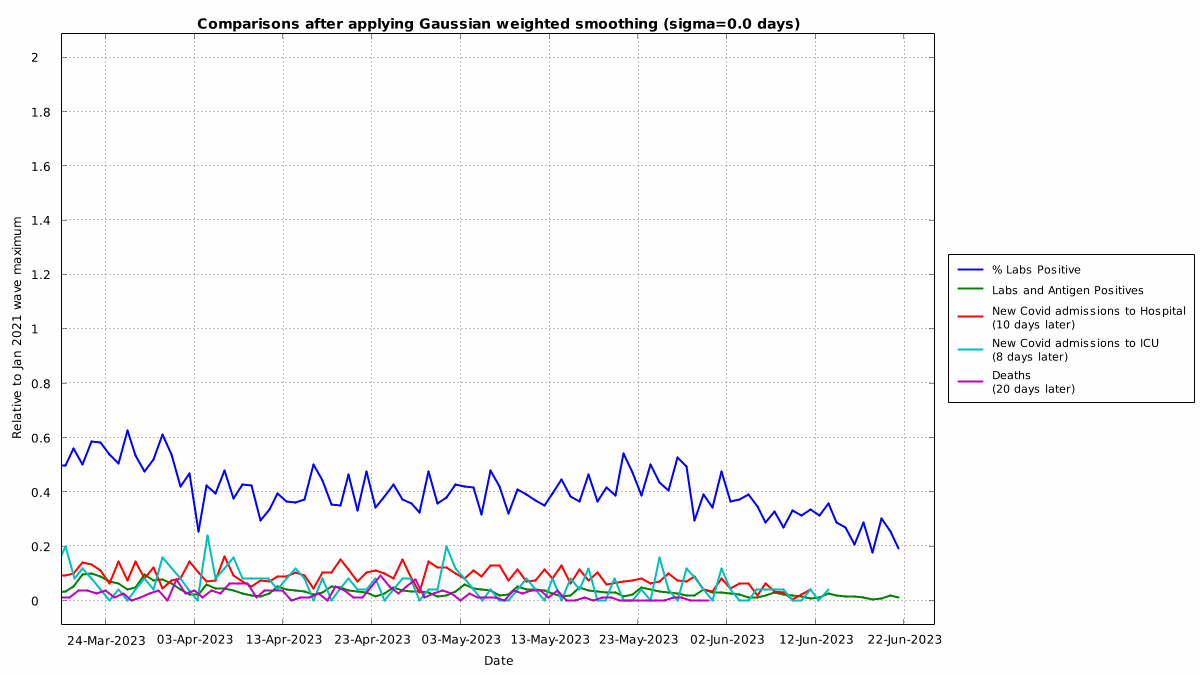 Comparisons after applying Gaussian weighted smoothing (sigma=0.0 days)
Relative to Jan 2021 wave maximum
2
1.8
1.6
1.4
1.2
1
0.8
0.6
0.4
0.2
0
24-Mar-2023 03-Apr-2023 13-Apr-2023 23-Apr-2023 03-May-2023 13-May-2023 23-May-2023 02-Jun-2023 12-Jun-2023 22-Jun-2023
Date
% Labs Positive
Labs and Antigen Positives
New Covid admissions to Hospital
(10 days later)
New Covid admissions to ICU
(8 days later)
Deaths
(20 days later)